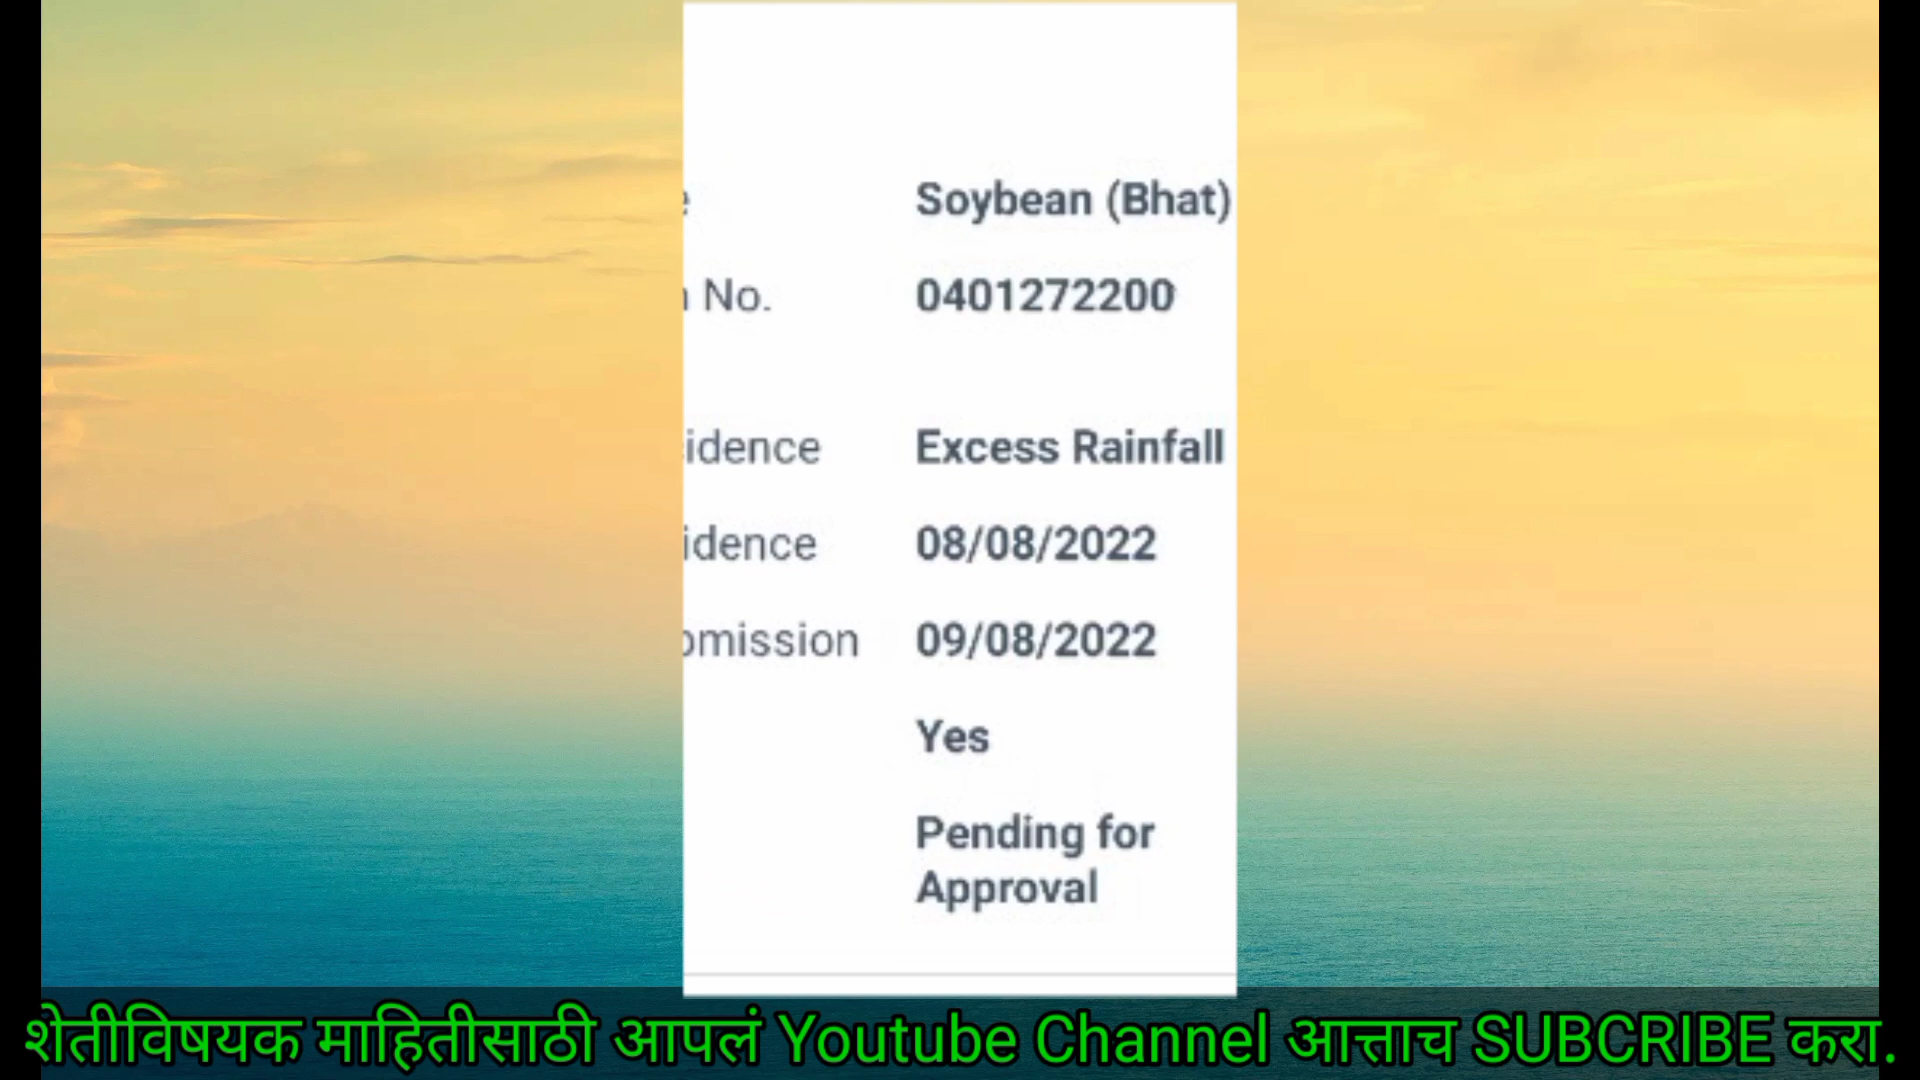 e Soybean (Bhat)
n No. 0401272200
idence Excess Rainfall
idence 08/08/2022
omission 09/08/2022
Yes
Pending for
Approval
शेतीविषयक माहितीसाठी आपलं Youtube Channel आत्ताच SUBCRIBE करा.